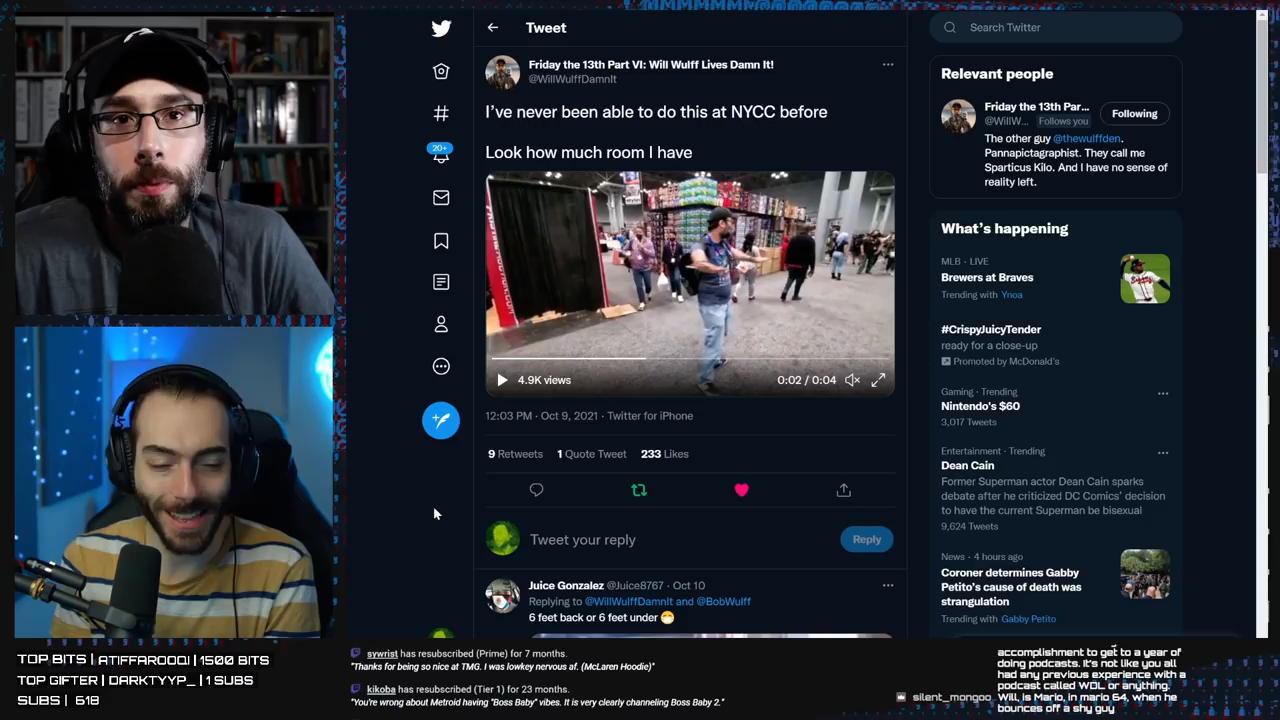 Tweet
Friday the 13th Part VI: Will Wulff Lives Damn It!
@WillWulffDamnIt
I've never been able to do this at NYCC before
Look how much room I have
4.9K views
0:02 / 0:04
12:03 PM · Oct 9, 2021 · Twitter for iPhone
9 Retweets 1 Quote Tweet 233 Likes
Tweet your reply
Reply
Juice Gonzalez @Juice8767 · Oct 10
Replying to @WillWulffDamnIt and @BobWulff
6 feet back or 6 feet under 😷
20+
Search Twitter
Relevant people
Friday the 13th Par...
@WillW... Follows you
Following
The other guy @thewulffden.
Pannapictagraphist. They call me
Sparticus Kilo. And I have no sense of
reality left.
What's happening
MLB · LIVE
Brewers at Braves
Trending with Ynoa
#CrispyJuicyTender
ready for a close-up
Promoted by McDonald's
Gaming · Trending
Nintendo's $60
3,017 Tweets
Entertainment · Trending
Dean Cain
Former Superman actor Dean Cain sparks
debate after he criticized DC Comics' decision
to have the current Superman be bisexual
9,624 Tweets
News · 4 hours ago
Coroner determines Gabby
Petito's cause of death was
strangulation
Trending with Gabby Petito
TOP BITS | ATIFFAROOQI | 1500 BITS
TOP GIFTER | DARKTYYP_ | 1 SUBS
SUBS | 618
svwrist has resubscribed (Prime) for 7 months.
"Thanks for being so nice at TMG. I was lowkey nervous af. (McLaren Hoodie)"
kikoba has resubscribed (Tier 1) for 23 months.
"You're wrong about Metroid having "Boss Baby" vibes. It is very clearly channeling Boss Baby 2."
silent_mongoo
accomplishment to get to a year of
doing podcasts. it's not like you all
had any previous experience with a
podcast called WDL or anything.
Will, is Mario, in mario 64, when he
bounces off a shy guy